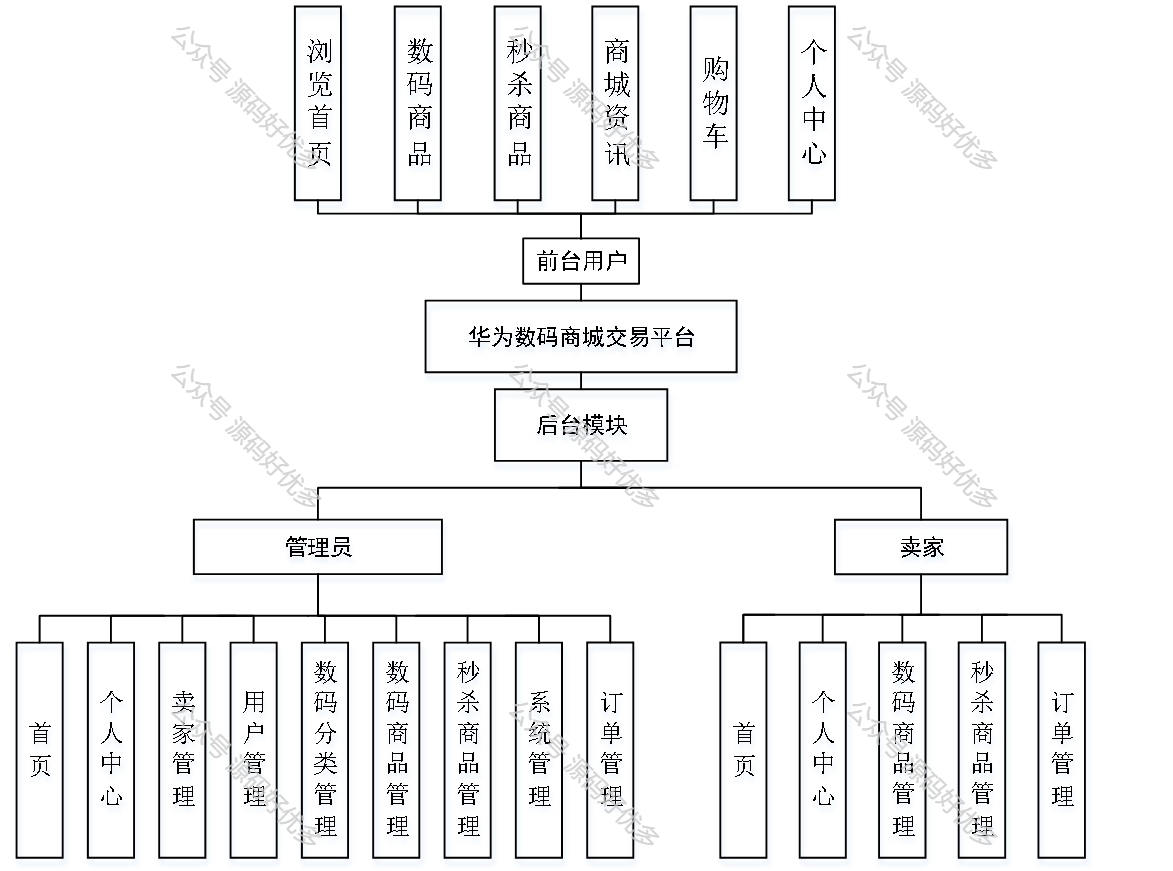 浏览首页
数码商品
秒杀商品
商城资讯
购物车
个人中心
前台用户
华为数码商城交易平台
后台模块
管理员
卖家
首页
个人中心
卖家管理
用户管理
数码分类管理
数码商品管理
秒杀商品管理
系统管理
订单管理
首页
个人中心
数码商品管理
秒杀商品管理
订单管理
公众号 源码好优多
公众号 源码好优多
公众号 源码好优多
公众号 源码好优多
公众号 源码好优多
公众号 源码好优多
公众号 源码好优多
公众号 源码好优多
公众号 源码好优多